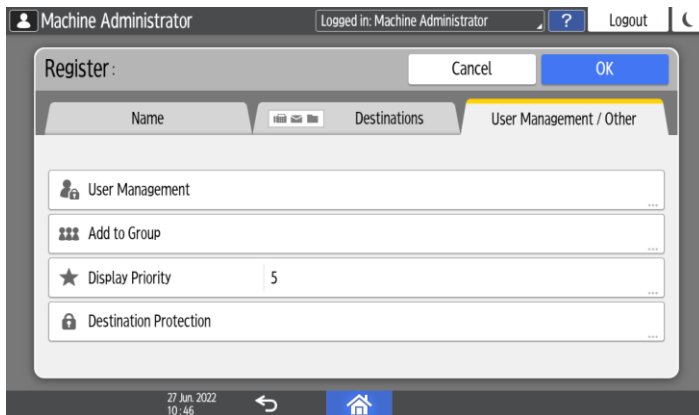 Machine Administrator
Logged in: Machine Administrator
?
Logout
Register :
Cancel
OK
Name
Destinations
User Management / Other
User Management
...
Add to Group
...
Display Priority
5
...
Destination Protection
...
27 Jun. 2022
10 : 46